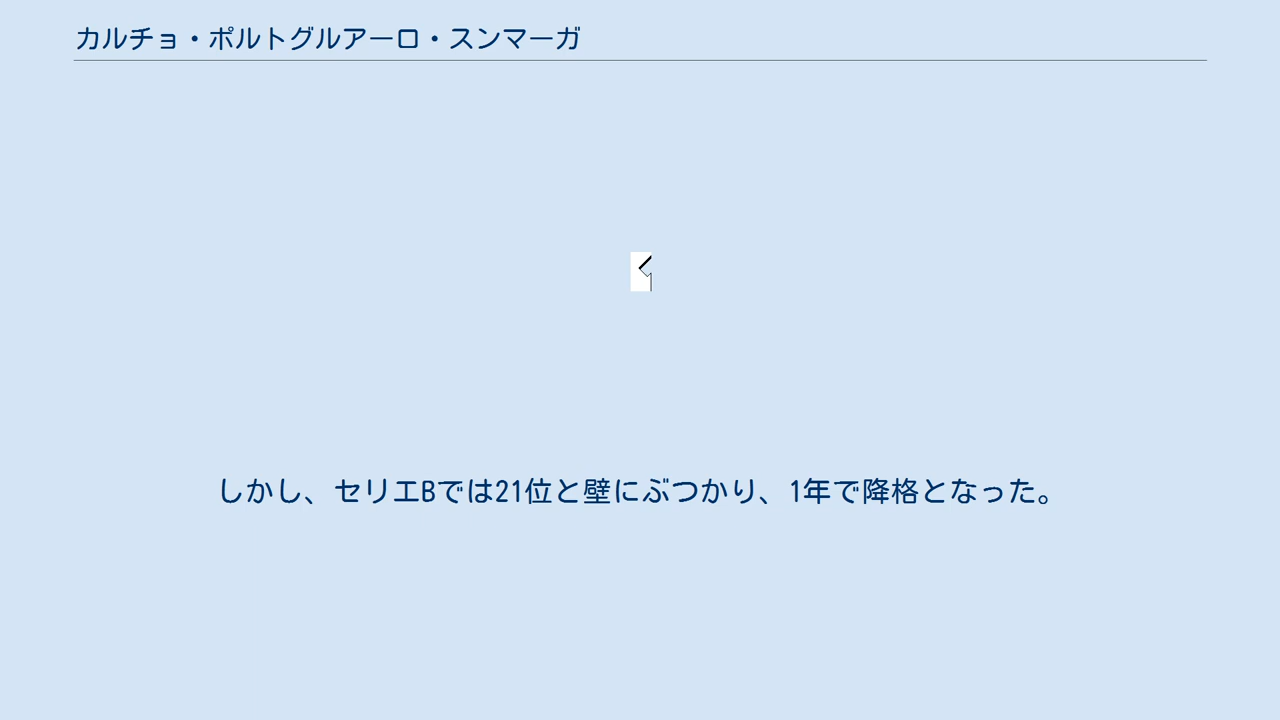 カルチョ・ポルトグルアーロ・スンマーガ
しかし、セリエBでは21位と壁にぶつかり、1年で降格となった。